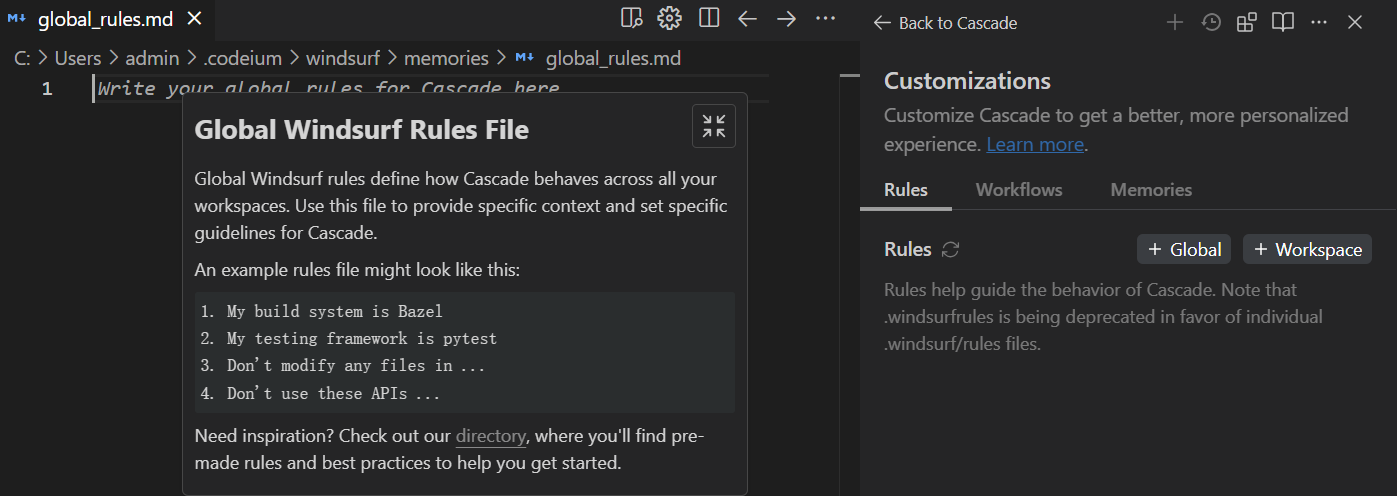 global_rules.md
C: > Users > admin > .codeium > windsurf > memories > global_rules.md
1 Write your global rules for Cascade here
Global Windsurf Rules File
Global Windsurf rules define how Cascade behaves across all your
workspaces. Use this file to provide specific context and set specific
guidelines for Cascade.
An example rules file might look like this:
1. My build system is Bazel
2. My testing framework is pytest
3. Don't modify any files in ...
4. Don't use these APIs ...
Need inspiration? Check out our directory, where you'll find pre-
made rules and best practices to help you get started.
Back to Cascade
Customizations
Customize Cascade to get a better, more personalized
experience. Learn more.
Rules Workflows Memories
Rules + Global + Workspace
Rules help guide the behavior of Cascade. Note that
.windsurfrules is being deprecated in favor of individual
.windsurf/rules files.